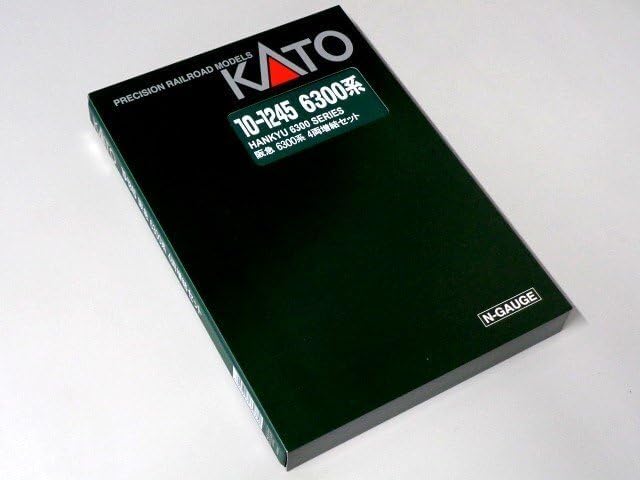 PRECISION RAILROAD MODELS
KATO
10-1245 6300系
HANKYU 6300 SERIES
阪急 6300系 4両増結セット
N-GAUGE
KATO